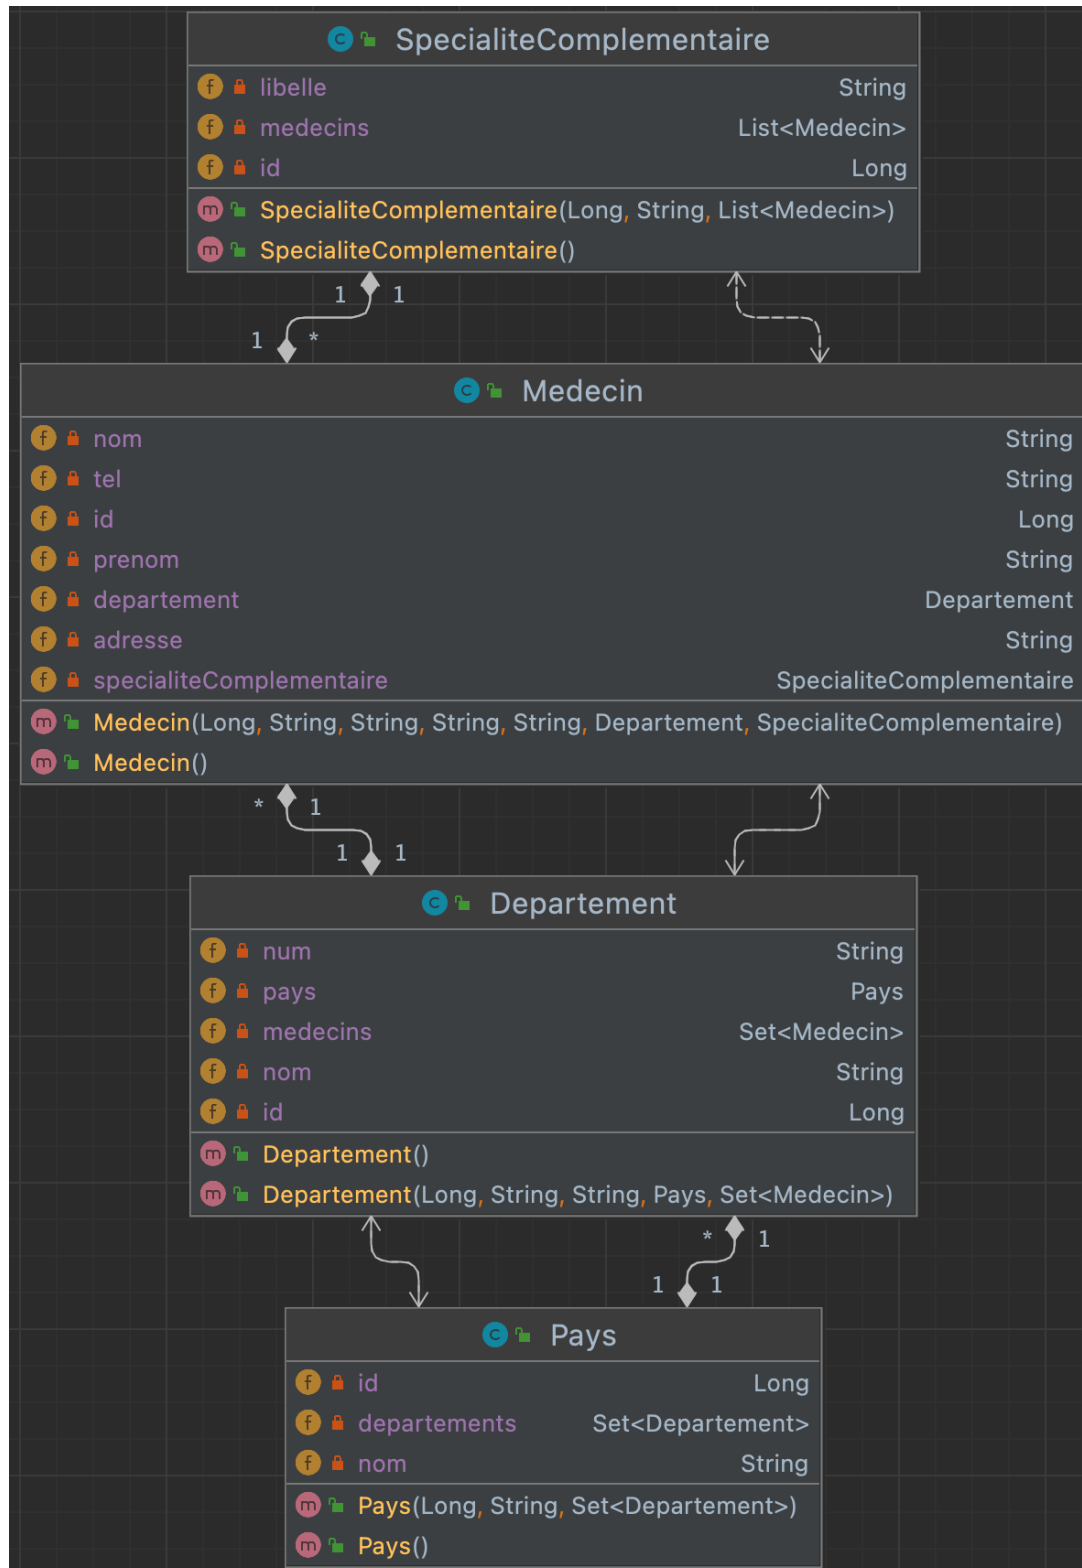 SpecialiteComplementaire
libelle String
medecins List<Medecin>
id Long
SpecialiteComplementaire(Long, String, List<Medecin>)
SpecialiteComplementaire()
1 1
1 *
Medecin
nom String
tel String
id Long
prenom String
departement Departement
adresse String
specialiteComplementaire SpecialiteComplementaire
Medecin(Long, String, String, String, String, Departement, SpecialiteComplementaire)
Medecin()
* 1
1 1
Departement
num String
pays Pays
medecins Set<Medecin>
nom String
id Long
Departement()
Departement(Long, String, String, Pays, Set<Medecin>)
* 1
1 1
Pays
id Long
departements Set<Departement>
nom String
Pays(Long, String, Set<Departement>)
Pays()